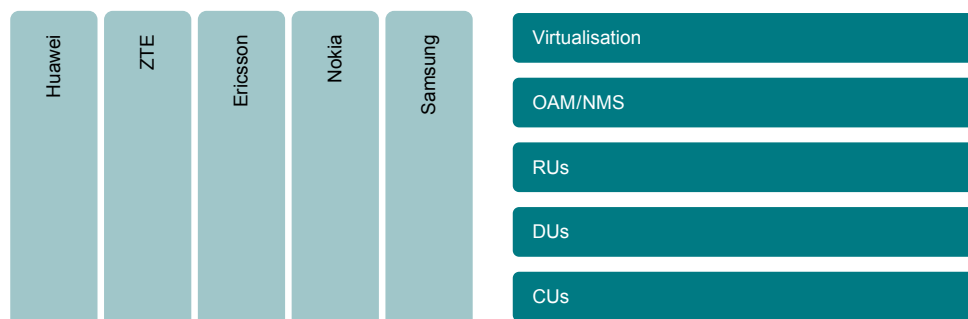 Huawei
ZTE
Ericsson
Nokia
Samsung
Virtualisation
OAM/NMS
RUs
DUs
CUs